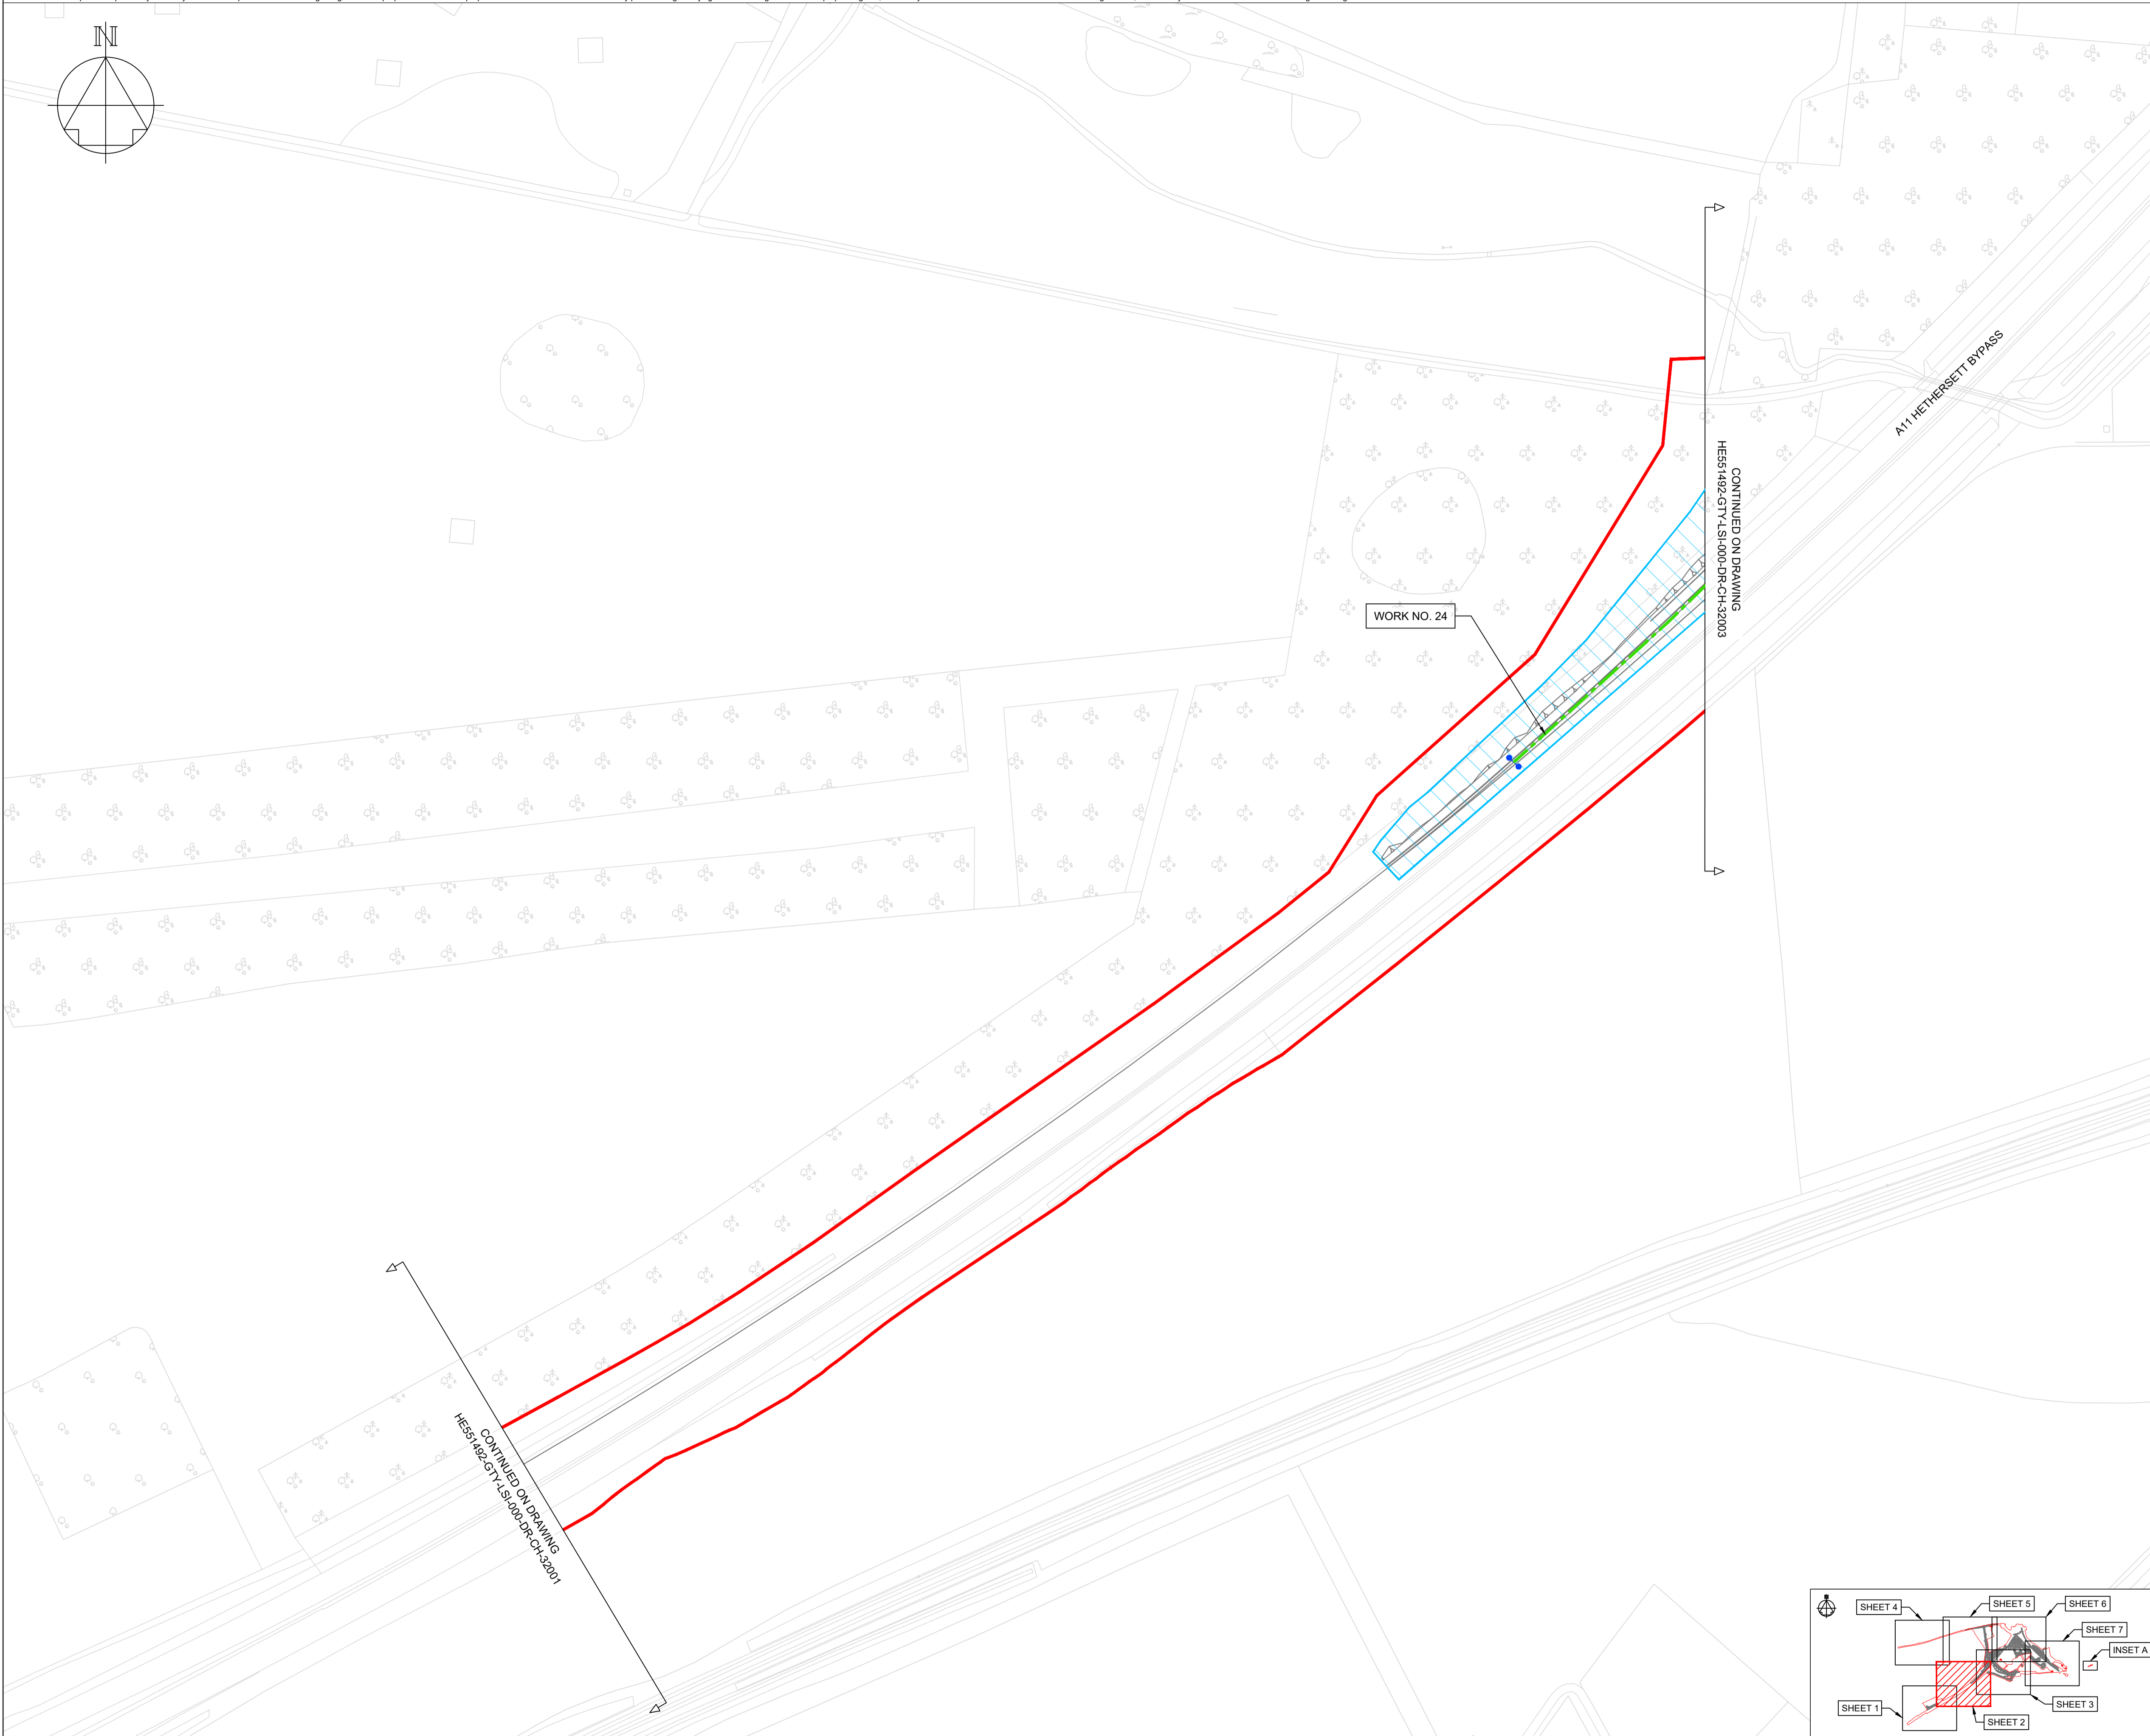 N
A11 HETHERSETT BYPASS
CONTINUED ON DRAWING
HE551492-GTY-LSI-000-DR-CH-32003
WORK NO. 24
CONTINUED ON DRAWING
HE551492-GTY-LSI-000-DR-CH-32001
SHEET 4
SHEET 5
SHEET 6
SHEET 7
INSET A
SHEET 1
SHEET 3
SHEET 2